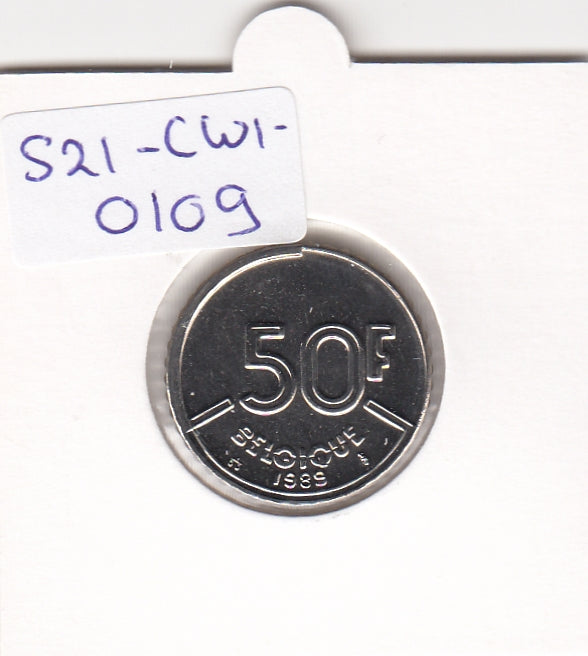 S21-CW1-
0109
50F
BELGIQUE
1989